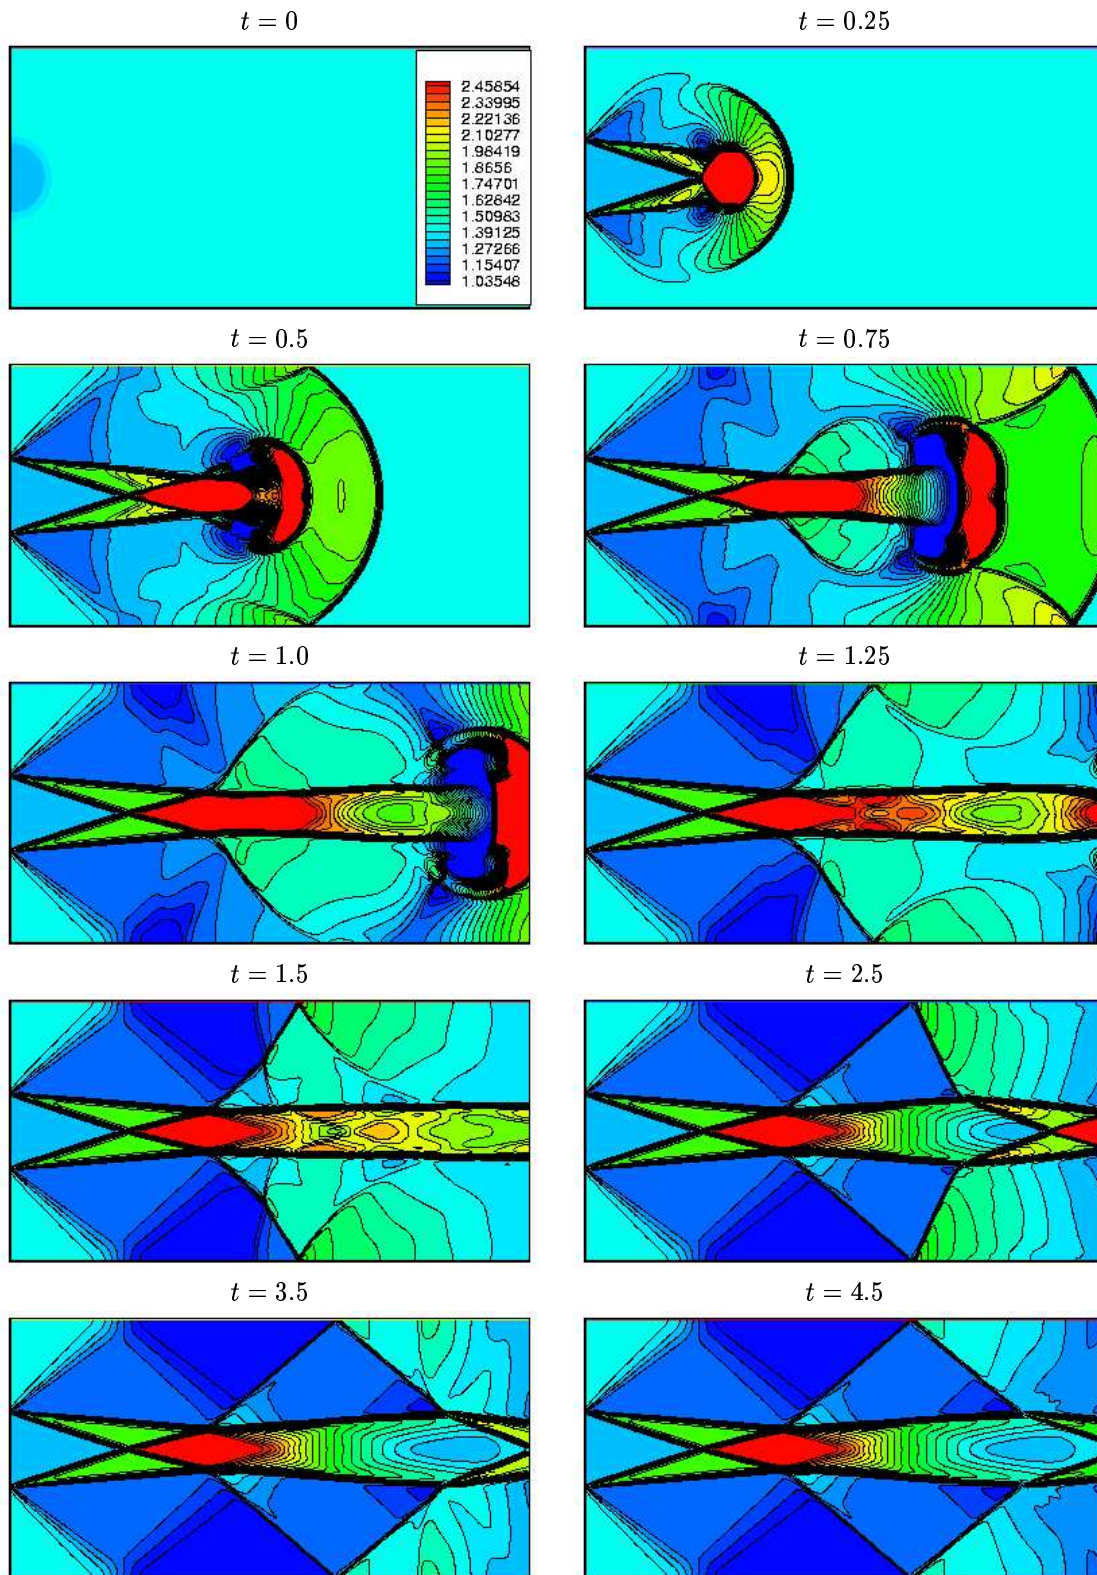 t = 0
t = 0.25
2.45854
2.33995
2.22136
2.10277
1.98419
1.8656
1.74701
1.62842
1.50983
1.39125
1.27266
1.15407
1.03548
t = 0.5
t = 0.75
t = 1.0
t = 1.25
t = 1.5
t = 2.5
t = 3.5
t = 4.5